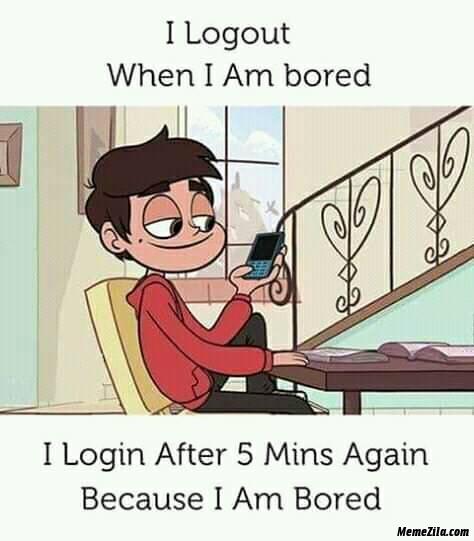 I Logout
When I Am bored
I Login After 5 Mins Again
Because I Am Bored
MemeZila.com